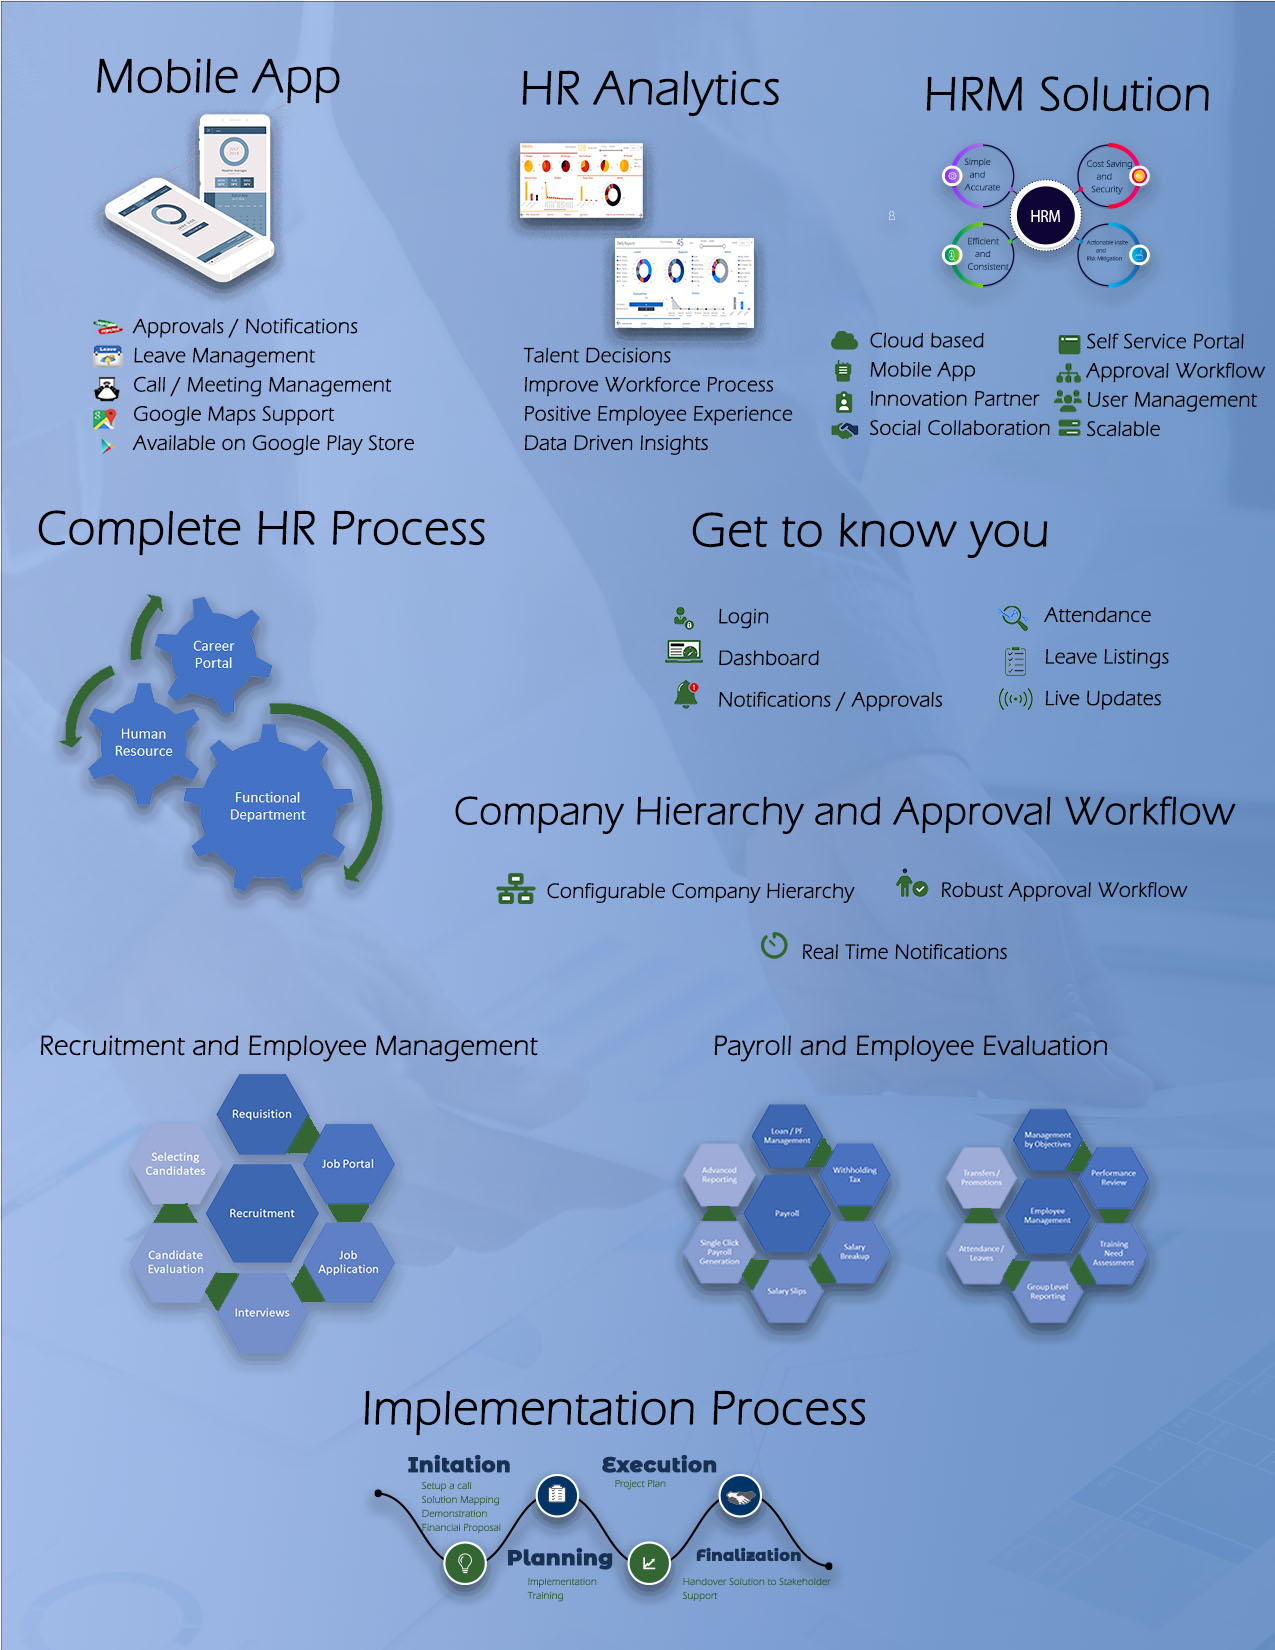 Mobile App
Approvals / Notifications
Leave Management
Call / Meeting Management
Google Maps Support
Available on Google Play Store
HR Analytics
Talent Decisions
Improve Workforce Process
Positive Employee Experience
Data Driven Insights
HRM Solution
Simple
and
Accurate
Cost Saving
and
Security
HRM
Efficient
and
Consistent
Actionable Insite
and
Risk Mitigation
Cloud based
Mobile App
Innovation Partner
Social Collaboration
Self Service Portal
Approval Workflow
User Management
Scalable
Complete HR Process
Career
Portal
Human
Resource
Functional
Department
Get to know you
Login
Dashboard
Notifications / Approvals
Attendance
Leave Listings
Live Updates
Company Hierarchy and Approval Workflow
Configurable Company Hierarchy
Robust Approval Workflow
Real Time Notifications
Recruitment and Employee Management
Requisition
Job Portal
Job
Application
Interviews
Candidate
Evaluation
Selecting
Candidates
Recruitment
Payroll and Employee Evaluation
Loan / PF
Management
Withholding
Tax
Salary
Breakup
Salary Slips
Single Click
Payroll
Generation
Advanced
Reporting
Payroll
Management
by Objectives
Performance
Review
Training
Need
Assessment
Group Level
Reporting
Attendance /
Leaves
Transfers /
Promotions
Employee
Management
Implementation Process
Initation
Setup a call
Solution Mapping
Demonstration
Financial Proposal
Planning
Implementation
Training
Execution
Project Plan
Finalization
Handover Solution to Stakeholder
Support